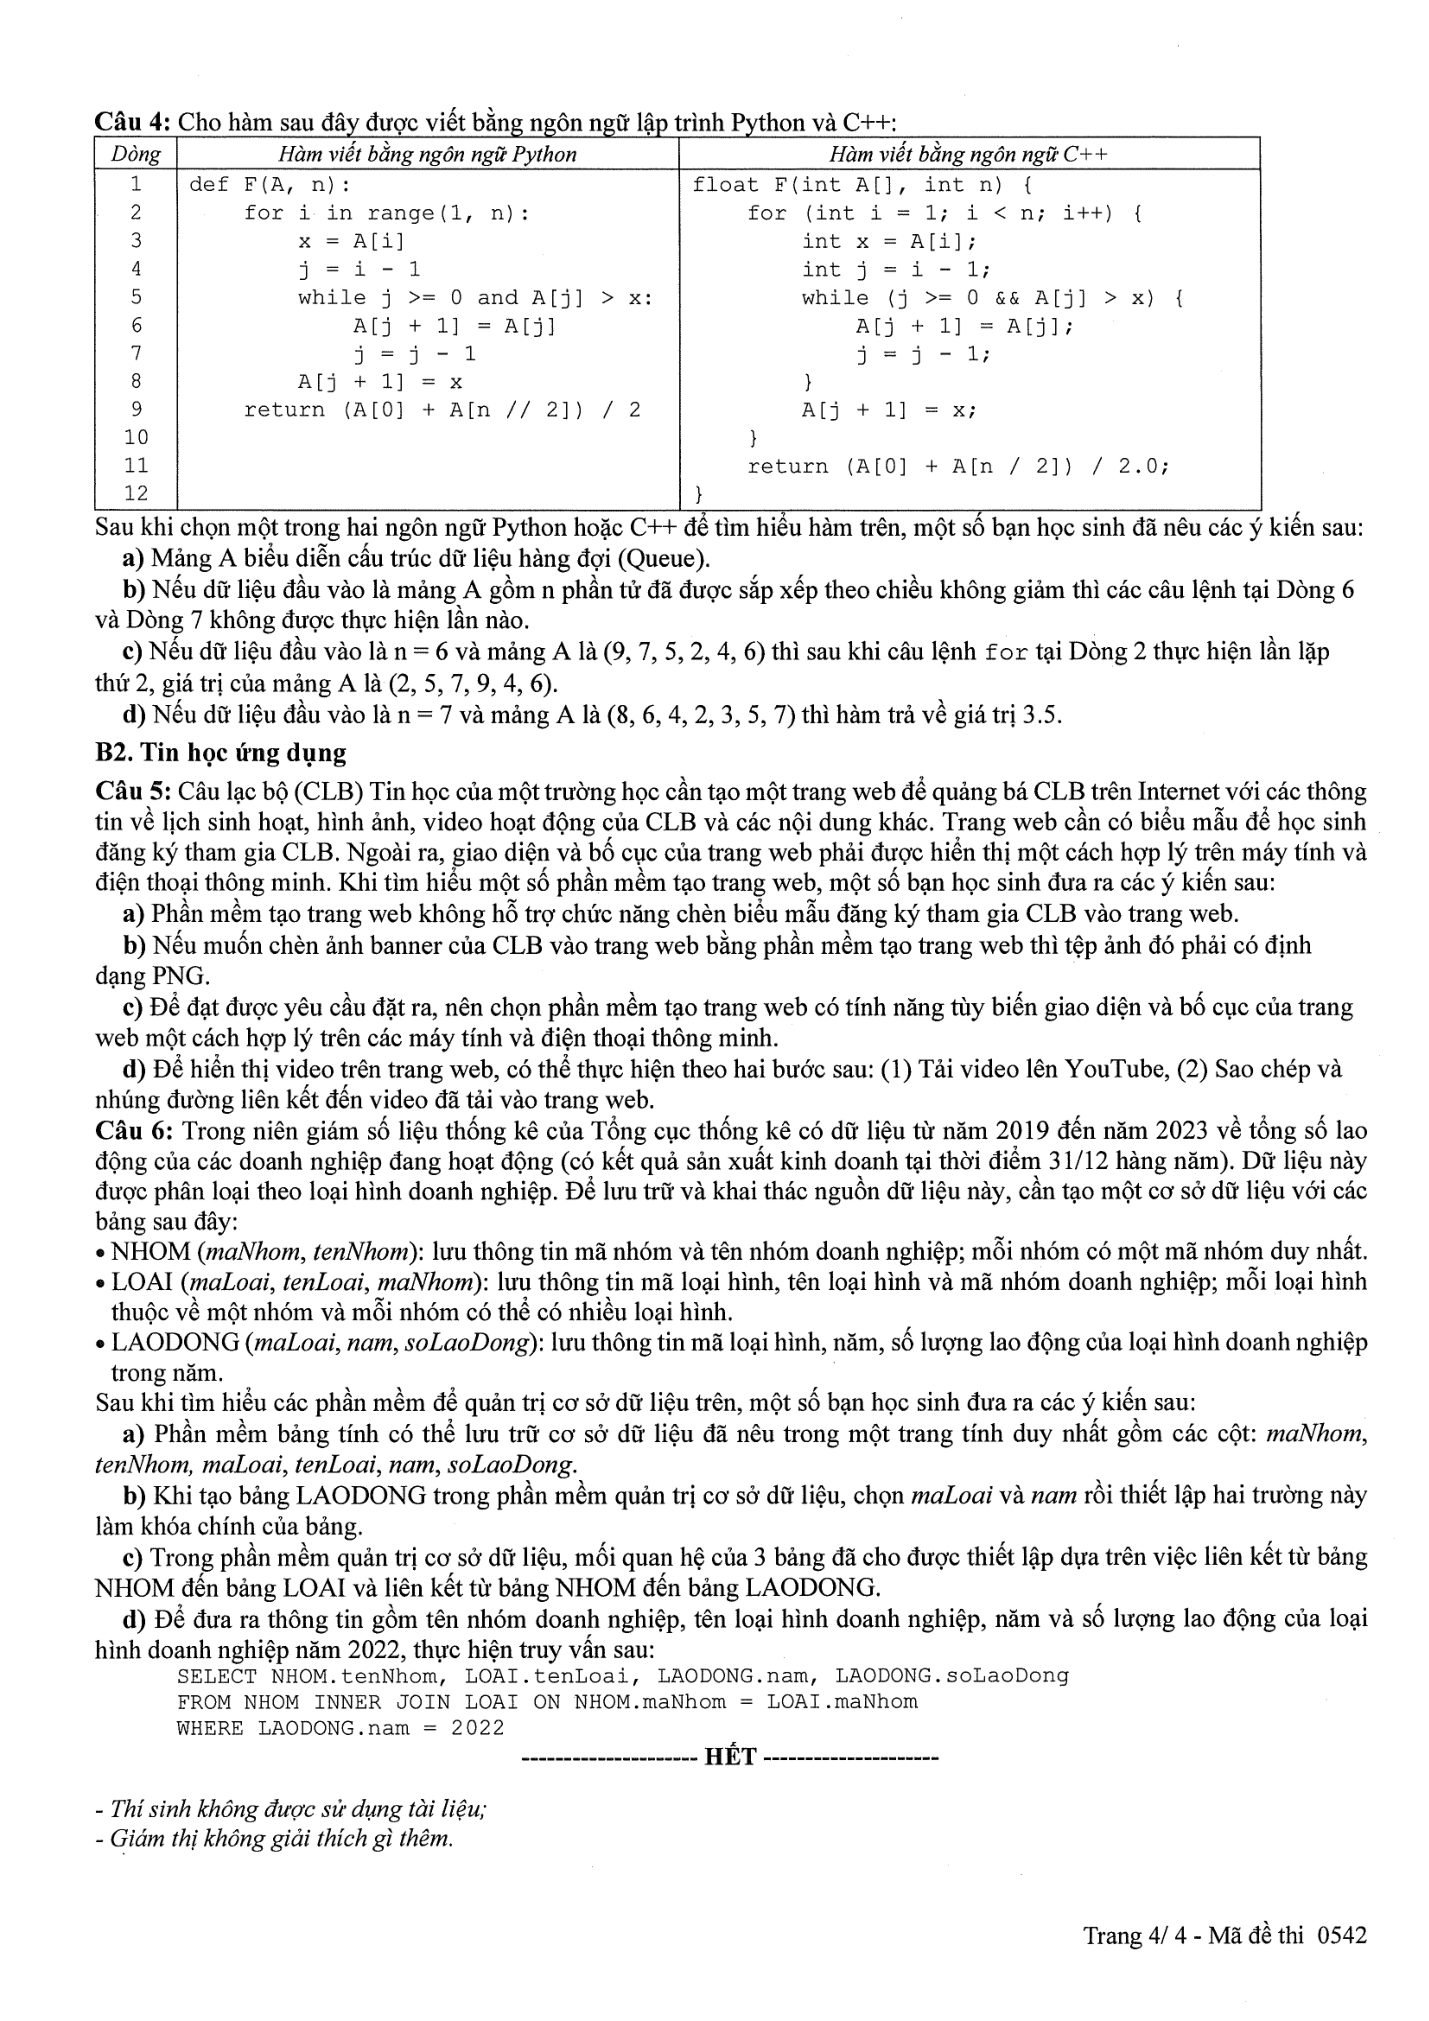 Câu 4: Cho hàm sau đây được viết bằng ngôn ngữ lập trình Python và C++:
Dòng Hàm viết bằng ngôn ngữ Python Hàm viết bằng ngôn ngữ C++
1 def F(A, n): float F(int A[], int n) {
2 for i in range(1, n): for (int i = 1; i < n; i++) {
3 x = A[i] int x = A[i];
4 j = i - 1 int j = i - 1;
5 while j >= 0 and A[j] > x: while (j >= 0 && A[j] > x) {
6 A[j + 1] = A[j] A[j + 1] = A[j];
7 j = j - 1 j = j - 1;
8 A[j + 1] = x }
9 return (A[0] + A[n // 2]) / 2 A[j + 1] = x;
10 }
11 return (A[0] + A[n / 2]) / 2.0;
12 }
Sau khi chọn một trong hai ngôn ngữ Python hoặc C++ để tìm hiểu hàm trên, một số bạn học sinh đã nêu các ý kiến sau:
a) Mảng A biểu diễn cấu trúc dữ liệu hàng đợi (Queue).
b) Nếu dữ liệu đầu vào là mảng A gồm n phần tử đã được sắp xếp theo chiều không giảm thì các câu lệnh tại Dòng 6
và Dòng 7 không được thực hiện lần nào.
c) Nếu dữ liệu đầu vào là n = 6 và mảng A là (9, 7, 5, 2, 4, 6) thì sau khi câu lệnh for tại Dòng 2 thực hiện lần lặp
thứ 2, giá trị của mảng A là (2, 5, 7, 9, 4, 6).
d) Nếu dữ liệu đầu vào là n = 7 và mảng A là (8, 6, 4, 2, 3, 5, 7) thì hàm trả về giá trị 3.5.
B2. Tin học ứng dụng
Câu 5: Câu lạc bộ (CLB) Tin học của một trường học cần tạo một trang web để quảng bá CLB trên Internet với các thông
tin về lịch sinh hoạt, hình ảnh, video hoạt động của CLB và các nội dung khác. Trang web cần có biểu mẫu để học sinh
đăng ký tham gia CLB. Ngoài ra, giao diện và bố cục của trang web phải được hiển thị một cách hợp lý trên máy tính và
điện thoại thông minh. Khi tìm hiểu một số phần mềm tạo trang web, một số bạn học sinh đưa ra các ý kiến sau:
a) Phần mềm tạo trang web không hỗ trợ chức năng chèn biểu mẫu đăng ký tham gia CLB vào trang web.
b) Nếu muốn chèn ảnh banner của CLB vào trang web bằng phần mềm tạo trang web thì tệp ảnh đó phải có định
dạng PNG.
c) Để đạt được yêu cầu đặt ra, nên chọn phần mềm tạo trang web có tính năng tùy biến giao diện và bố cục của trang
web một cách hợp lý trên các máy tính và điện thoại thông minh.
d) Để hiển thị video trên trang web, có thể thực hiện theo hai bước sau: (1) Tải video lên YouTube, (2) Sao chép và
nhúng đường liên kết đến video đã tải vào trang web.
Câu 6: Trong niên giám số liệu thống kê của Tổng cục thống kê có dữ liệu từ năm 2019 đến năm 2023 về tổng số lao
động của các doanh nghiệp đang hoạt động (có kết quả sản xuất kinh doanh tại thời điểm 31/12 hàng năm). Dữ liệu này
được phân loại theo loại hình doanh nghiệp. Để lưu trữ và khai thác nguồn dữ liệu này, cần tạo một cơ sở dữ liệu với các
bảng sau đây:
• NHOM (maNhom, tenNhom): lưu thông tin mã nhóm và tên nhóm doanh nghiệp; mỗi nhóm có một mã nhóm duy nhất.
• LOAI (maLoai, tenLoai, maNhom): lưu thông tin mã loại hình, tên loại hình và mã nhóm doanh nghiệp; mỗi loại hình
thuộc về một nhóm và mỗi nhóm có thể có nhiều loại hình.
• LAODONG (maLoai, nam, soLaoDong): lưu thông tin mã loại hình, năm, số lượng lao động của loại hình doanh nghiệp
trong năm.
Sau khi tìm hiểu các phần mềm để quản trị cơ sở dữ liệu trên, một số bạn học sinh đưa ra các ý kiến sau:
a) Phần mềm bảng tính có thể lưu trữ cơ sở dữ liệu đã nêu trong một trang tính duy nhất gồm các cột: maNhom,
tenNhom, maLoai, tenLoai, nam, soLaoDong.
b) Khi tạo bảng LAODONG trong phần mềm quản trị cơ sở dữ liệu, chọn maLoai và nam rồi thiết lập hai trường này
làm khóa chính của bảng.
c) Trong phần mềm quản trị cơ sở dữ liệu, mối quan hệ của 3 bảng đã cho được thiết lập dựa trên việc liên kết từ bảng
NHOM đến bảng LOAI và liên kết từ bảng NHOM đến bảng LAODONG.
d) Để đưa ra thông tin gồm tên nhóm doanh nghiệp, tên loại hình doanh nghiệp, năm và số lượng lao động của loại
hình doanh nghiệp năm 2022, thực hiện truy vấn sau:
SELECT NHOM.tenNhom, LOAI.tenLoai, LAODONG.nam, LAODONG.soLaoDong
FROM NHOM INNER JOIN LOAI ON NHOM.maNhom = LOAI.maNhom
WHERE LAODONG.nam = 2022
--------------------- HẾT ---------------------
- Thí sinh không được sử dụng tài liệu;
- Giám thị không giải thích gì thêm.
Trang 4/ 4 - Mã đề thi 0542